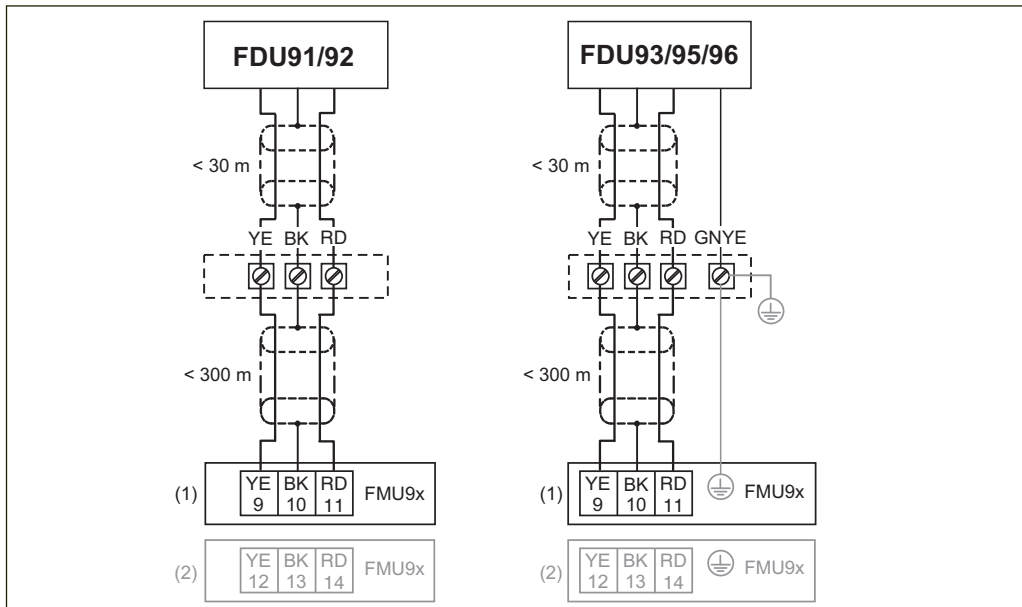 FDU91/92
FDU93/95/96
< 30 m
< 30 m
YE BK RD
YE BK RD GNYE
< 300 m
< 300 m
(1)
YE BK RD
9 10 11
FMU9x
(1)
YE BK RD
9 10 11
FMU9x
(2)
YE BK RD
12 13 14
FMU9x
(2)
YE BK RD
12 13 14
FMU9x